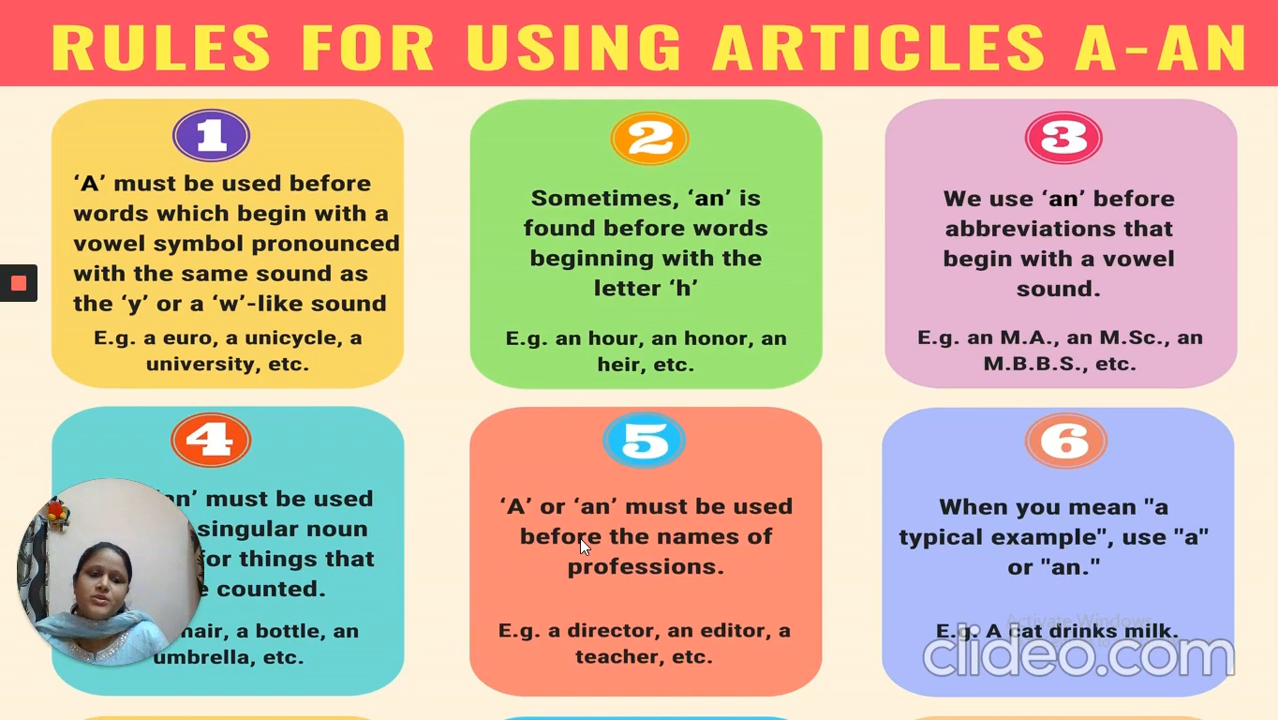 RULES FOR USING ARTICLES A-AN
1
‘A’ must be used before
words which begin with a
vowel symbol pronounced
with the same sound as
the ‘y’ or a ‘w’-like sound
E.g. a euro, a unicycle, a
university, etc.
2
Sometimes, ‘an’ is
found before words
beginning with the
letter ‘h’
E.g. an hour, an honor, an
heir, etc.
3
We use ‘an’ before
abbreviations that
begin with a vowel
sound.
E.g. an M.A., an M.Sc., an
M.B.B.S., etc.
4
must be used
singular noun
for things that
counted.
a bottle, an
umbrella, etc.
5
‘A’ or ‘an’ must be used
before the names of
professions.
E.g. a director, an editor, a
teacher, etc.
6
When you mean "a
typical example", use "a"
or "an."
E.g. A cat drinks milk.
Activate Windows
clideo.com